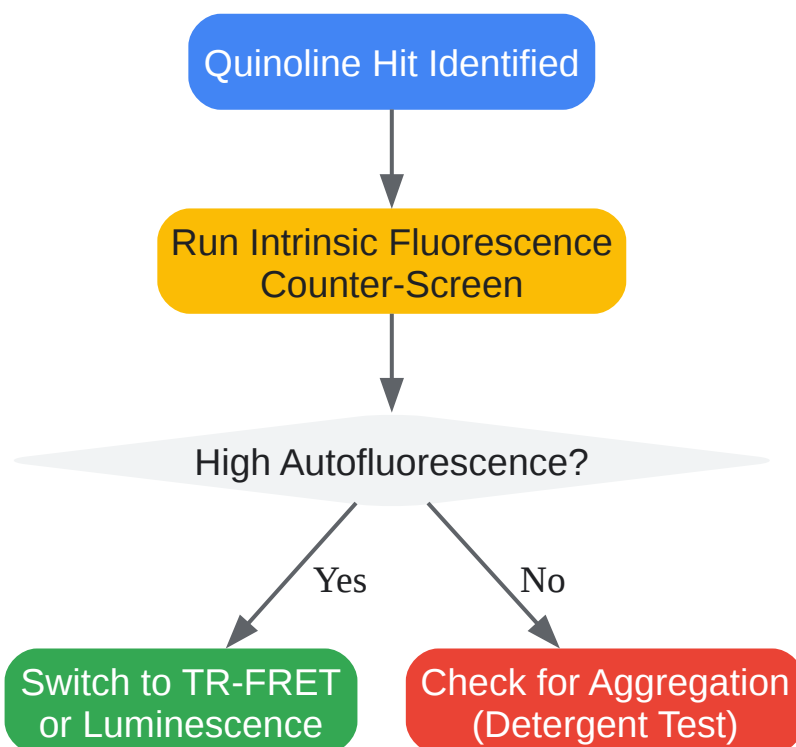 Quinoline Hit Identified
Run Intrinsic Fluorescence
Counter-Screen
High Autofluorescence?
Yes
No
Switch to TR-FRET
or Luminescence
Check for Aggregation
(Detergent Test)